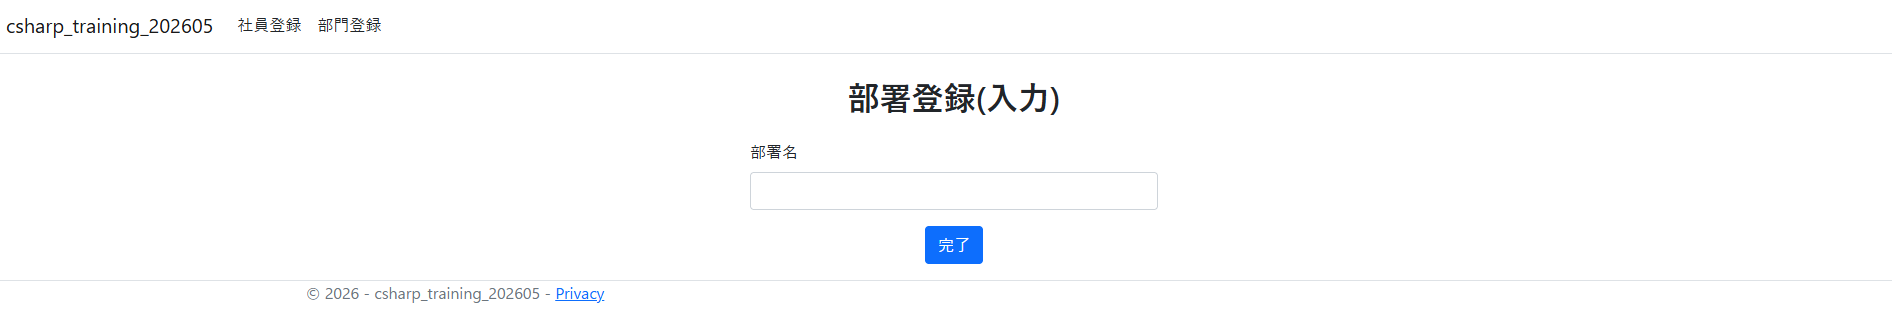 csharp_training_202605 社員登録 部門登録
部署登録(入力)
部署名
完了
© 2026 - csharp_training_202605 - Privacy